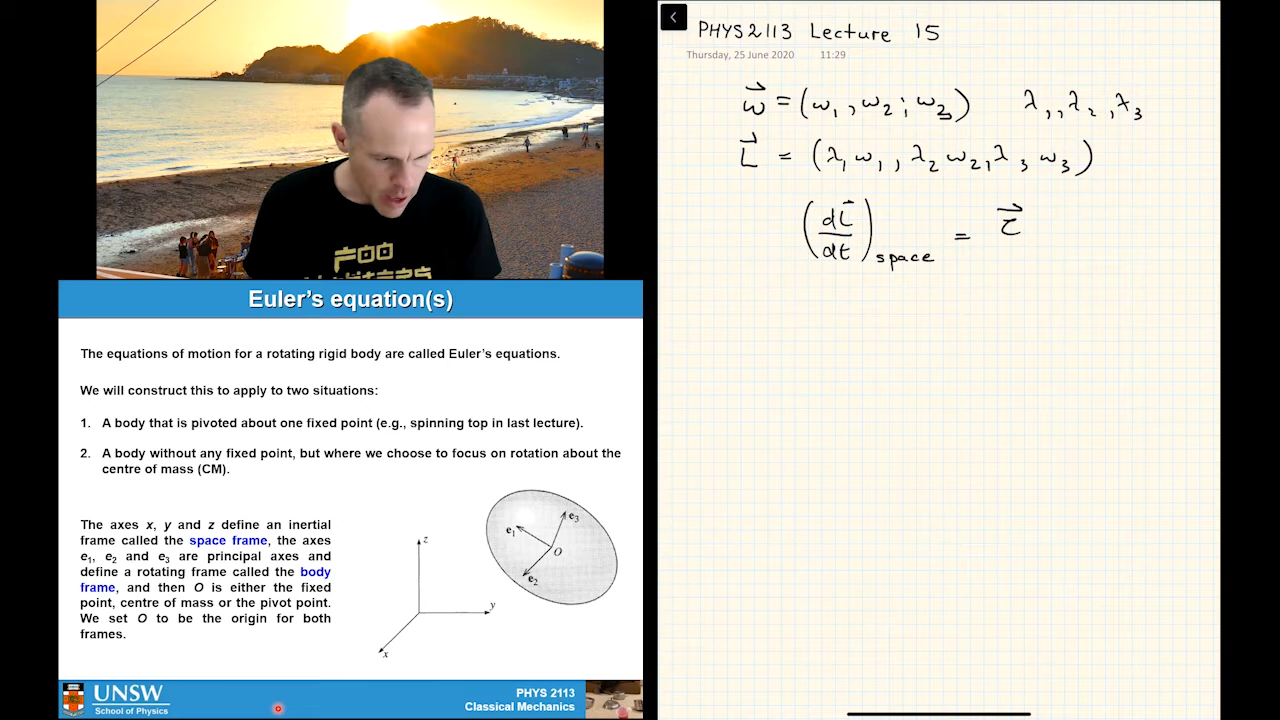 FOO
Euler's equation(s)
The equations of motion for a rotating rigid body are called Euler's equations.
We will construct this to apply to two situations:
1. A body that is pivoted about one fixed point (e.g., spinning top in last lecture).
2. A body without any fixed point, but where we choose to focus on rotation about the
centre of mass (CM).
The axes x, y and z define an inertial
frame called the space frame, the axes
e₁, e₂ and e₃ are principal axes and
define a rotating frame called the body
frame, and then O is either the fixed
point, centre of mass or the pivot point.
We set O to be the origin for both
frames.
z
y
x
e₁
e₃
O
e₂
UNSW
School of Physics
PHYS 2113
Classical Mechanics
PHYS2113 Lecture 15
Thursday, 25 June 2020 11:29
ω⃗ = (ω₁, ω₂, ω₃) λ₁, λ₂, λ₃
L⃗ = (λ₁ω₁, λ₂ω₂, λ₃ω₃)
(dL⃗/dt)space = τ⃗